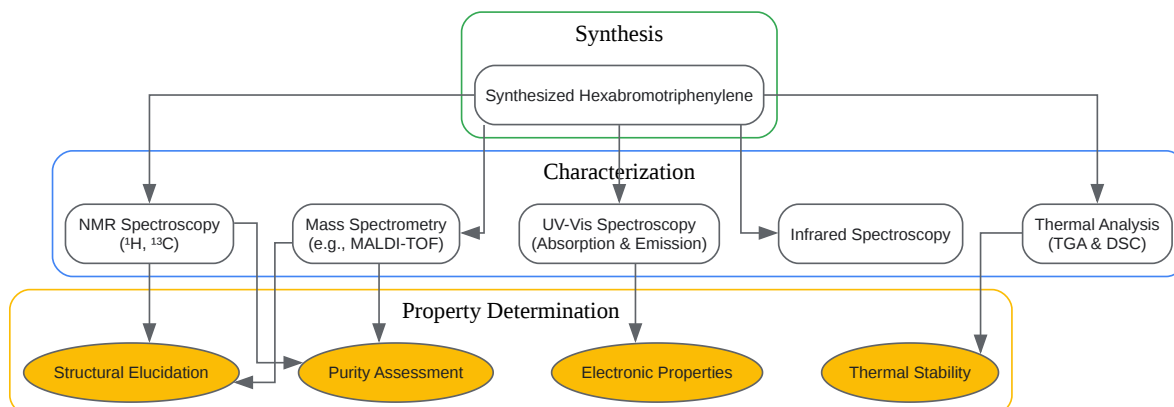 Synthesis
Synthesized Hexabromotriphenylene
Characterization
NMR Spectroscopy
(¹H, ¹³C)
Mass Spectrometry
(e.g., MALDI-TOF)
UV-Vis Spectroscopy
(Absorption & Emission)
Infrared Spectroscopy
Thermal Analysis
(TGA & DSC)
Property Determination
Structural Elucidation
Purity Assessment
Electronic Properties
Thermal Stability